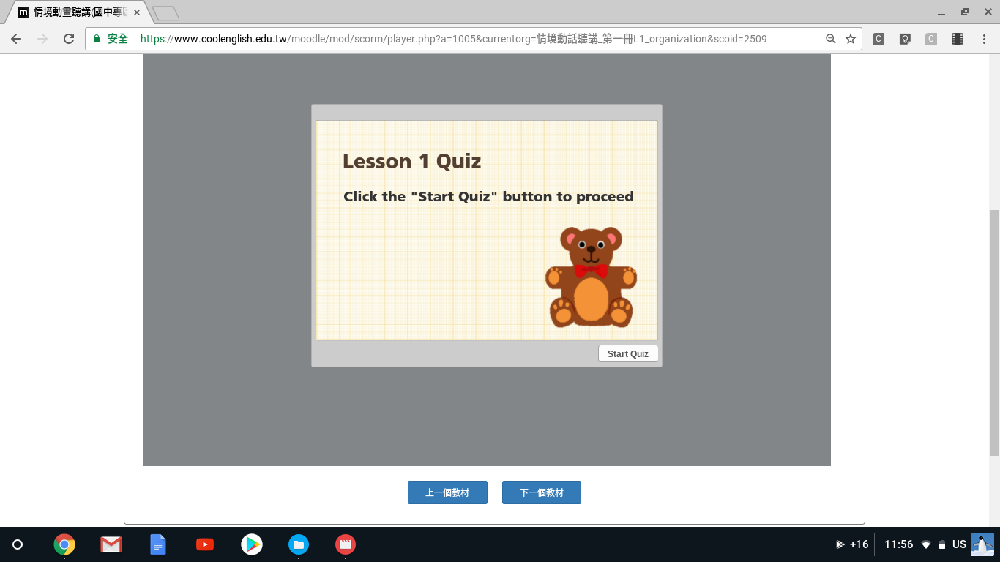 情境動畫聽講(國中專區
安全 https://www.coolenglish.edu.tw/moodle/mod/scorm/player.php?a=1005&currentorg=情境動話聽講_第一冊L1_organization&scoid=2509
Lesson 1 Quiz
Click the "Start Quiz" button to proceed
Start Quiz
上一個教材 下一個教材
+16 11:56 US